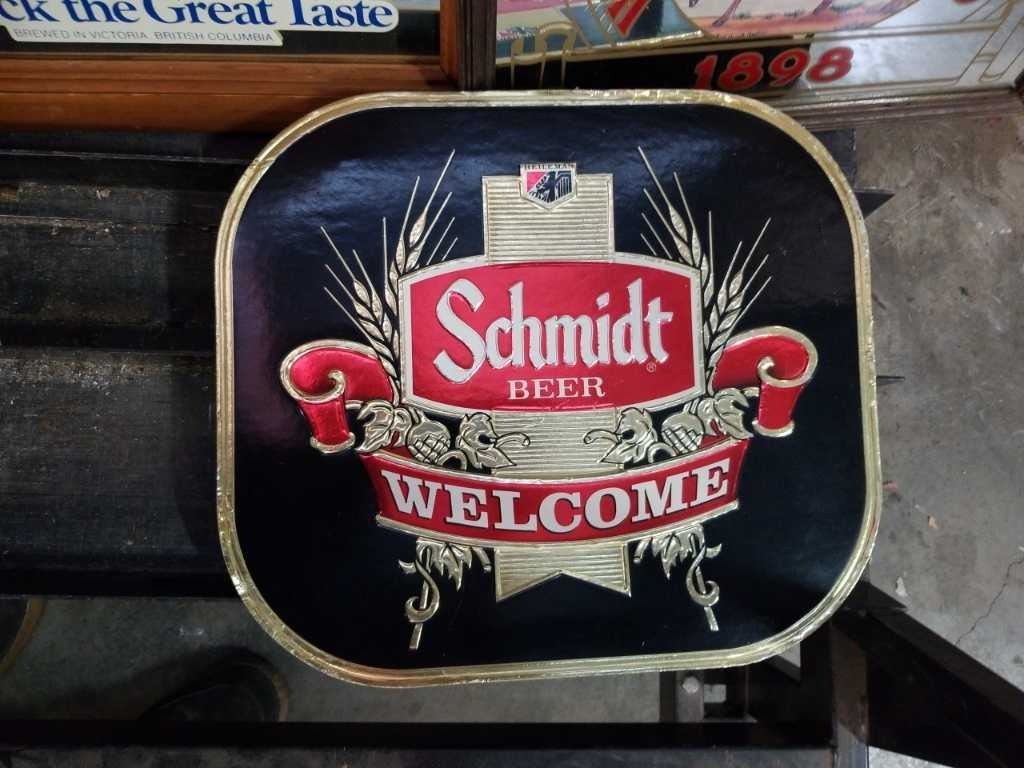 ck the Great Taste
BREWED IN VICTORIA BRITISH COLUMBIA
1898
HEILEMAN
Schmidt®
BEER
WELCOME